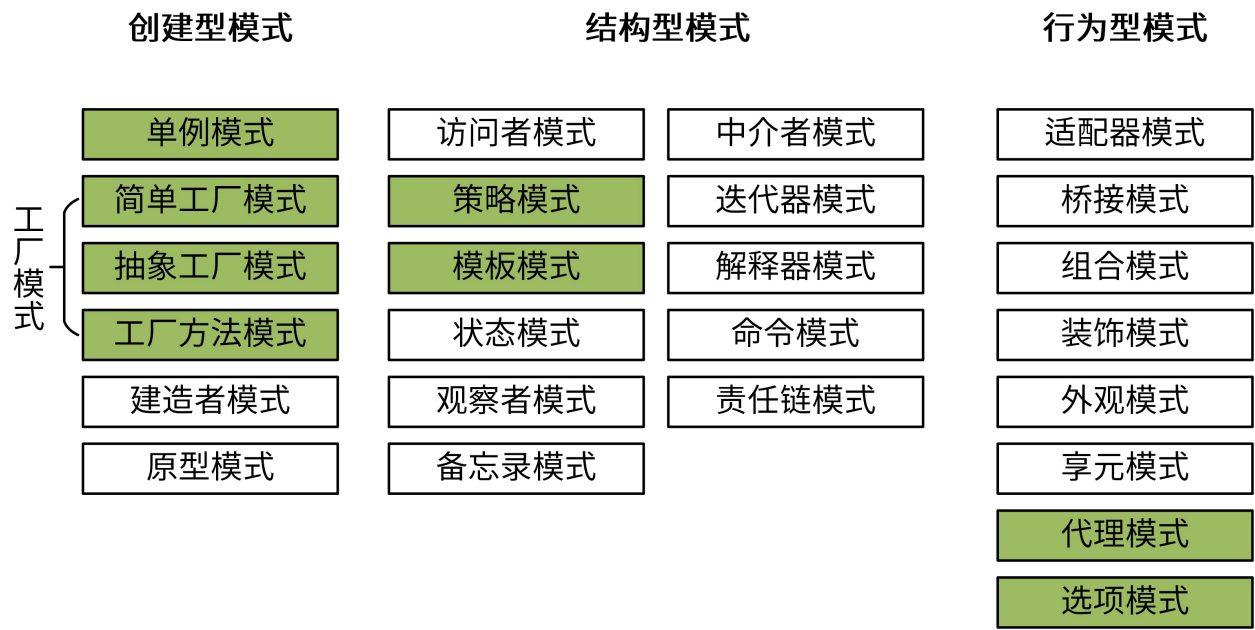 创建型模式
结构型模式
行为型模式
工厂模式
单例模式
简单工厂模式
抽象工厂模式
工厂方法模式
建造者模式
原型模式
访问者模式
策略模式
模板模式
状态模式
观察者模式
备忘录模式
中介者模式
迭代器模式
解释器模式
命令模式
责任链模式
适配器模式
桥接模式
组合模式
装饰模式
外观模式
享元模式
代理模式
选项模式